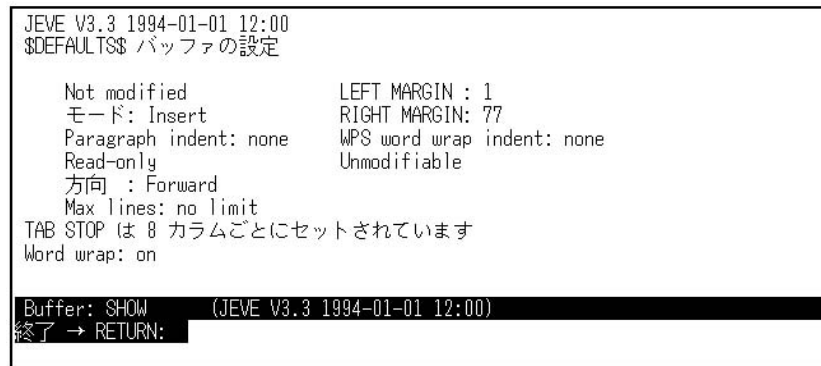 JEVE V3.3 1994-01-01 12:00
$DEFAULTS$ バッファの設定
Not modified LEFT MARGIN : 1
モード: Insert RIGHT MARGIN: 77
Paragraph indent: none WPS word wrap indent: none
Read-only Unmodifiable
方向 : Forward
Max lines: no limit
TAB STOP は 8 カラムごとにセットされています
Word wrap: on
Buffer: SHOW (JEVE V3.3 1994-01-01 12:00)
終了 → RETURN: